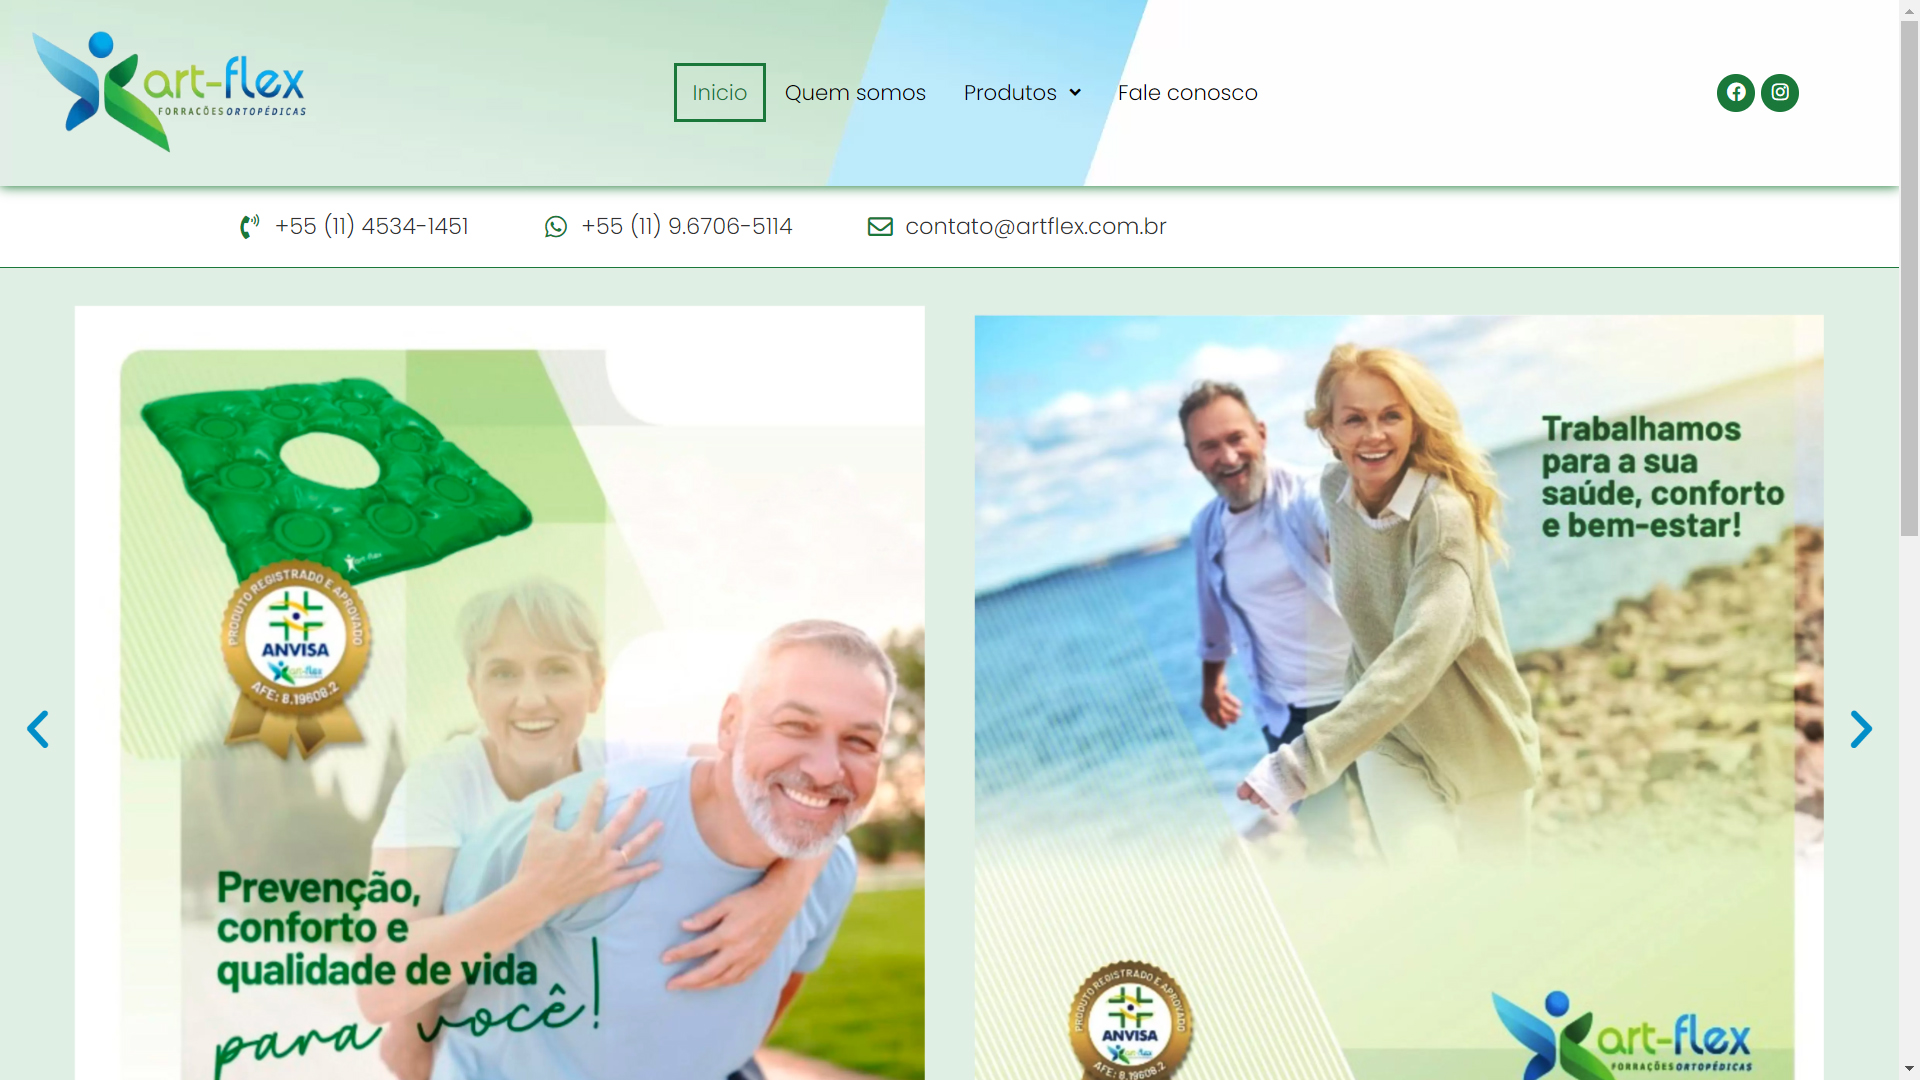 art-flex
FORRAÇÕES ORTOPÉDICAS
Inicio
Quem somos
Produtos
Fale conosco
+55 (11) 4534-1451
+55 (11) 9.6706-5114
contato@artflex.com.br
art-flex
PRODUTO REGISTRADO E APROVADO
ANVISA
art-flex
AFE: 8.19608.2
Prevenção,
conforto e
qualidade de vida
para você!
Trabalhamos
para a sua
saúde, conforto
e bem-estar!
PRODUTO REGISTRADO E APROVADO
ANVISA
art-flex
AFE: 8.19608.2
art-flex
FORRAÇÕES ORTOPÉDICAS